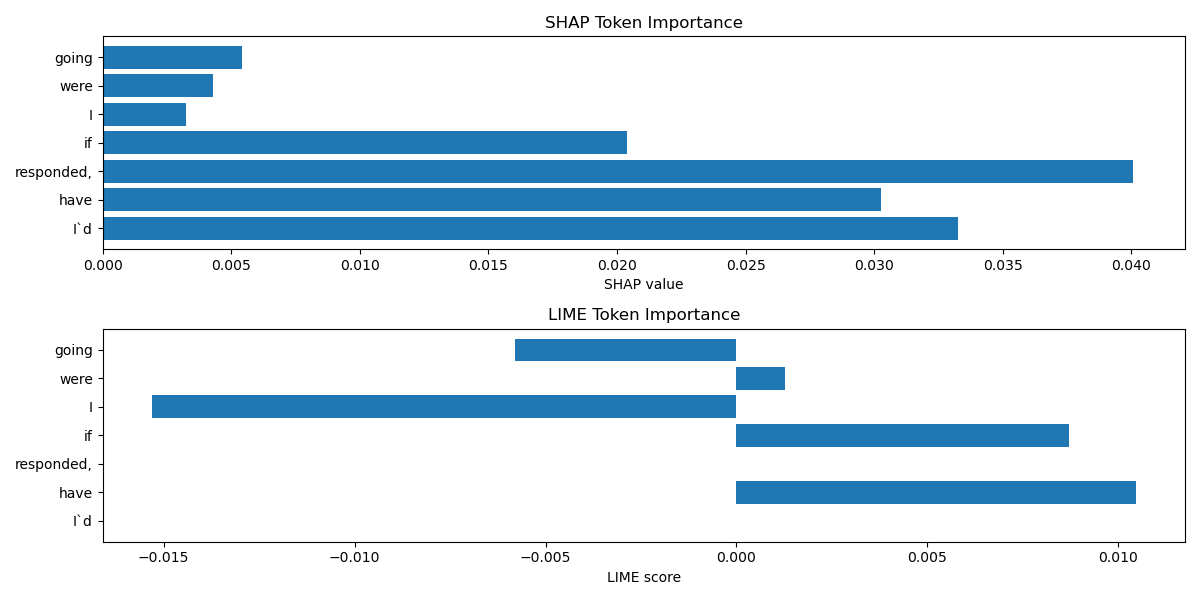 SHAP Token Importance
going
were
I
if
responded,
have
I`d
0.000 0.005 0.010 0.015 0.020 0.025 0.030 0.035 0.040
SHAP value
LIME Token Importance
going
were
I
if
responded,
have
I`d
−0.015 −0.010 −0.005 0.000 0.005 0.010
LIME score